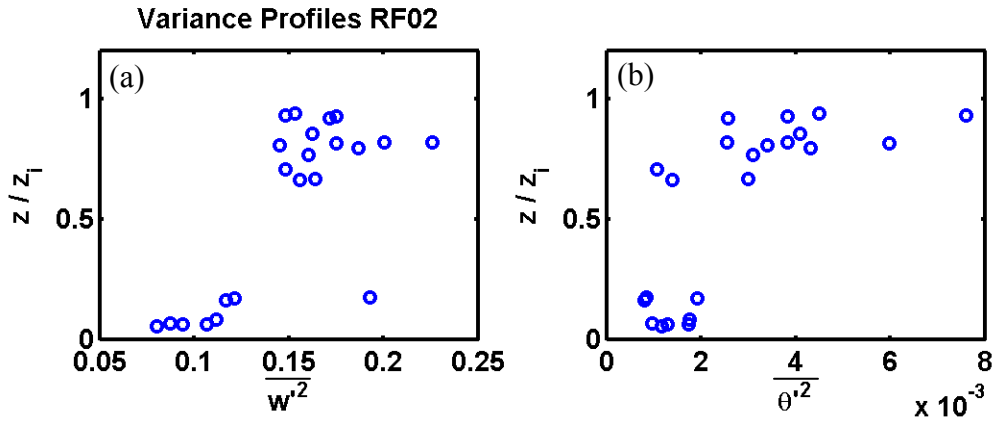 Variance Profiles RF02
(a)
z / z_i
1
0.5
0
0.05 0.1 0.15 0.2 0.25
w'²
(b)
z / z_i
1
0.5
0
0 2 4 6 8
θ'²
x 10⁻³